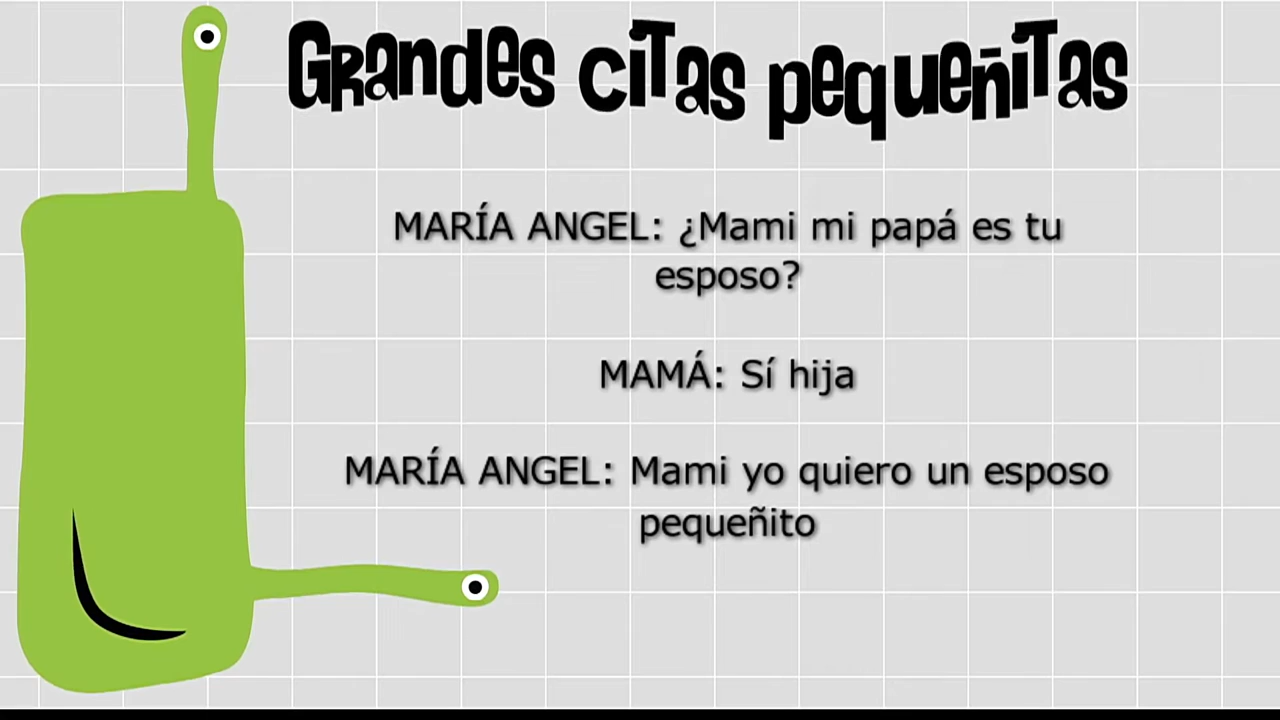 Grandes citas pequeñitas
MARÍA ANGEL: ¿Mami mi papá es tu
esposo?
MAMÁ: Sí hija
MARÍA ANGEL: Mami yo quiero un esposo
pequeñito